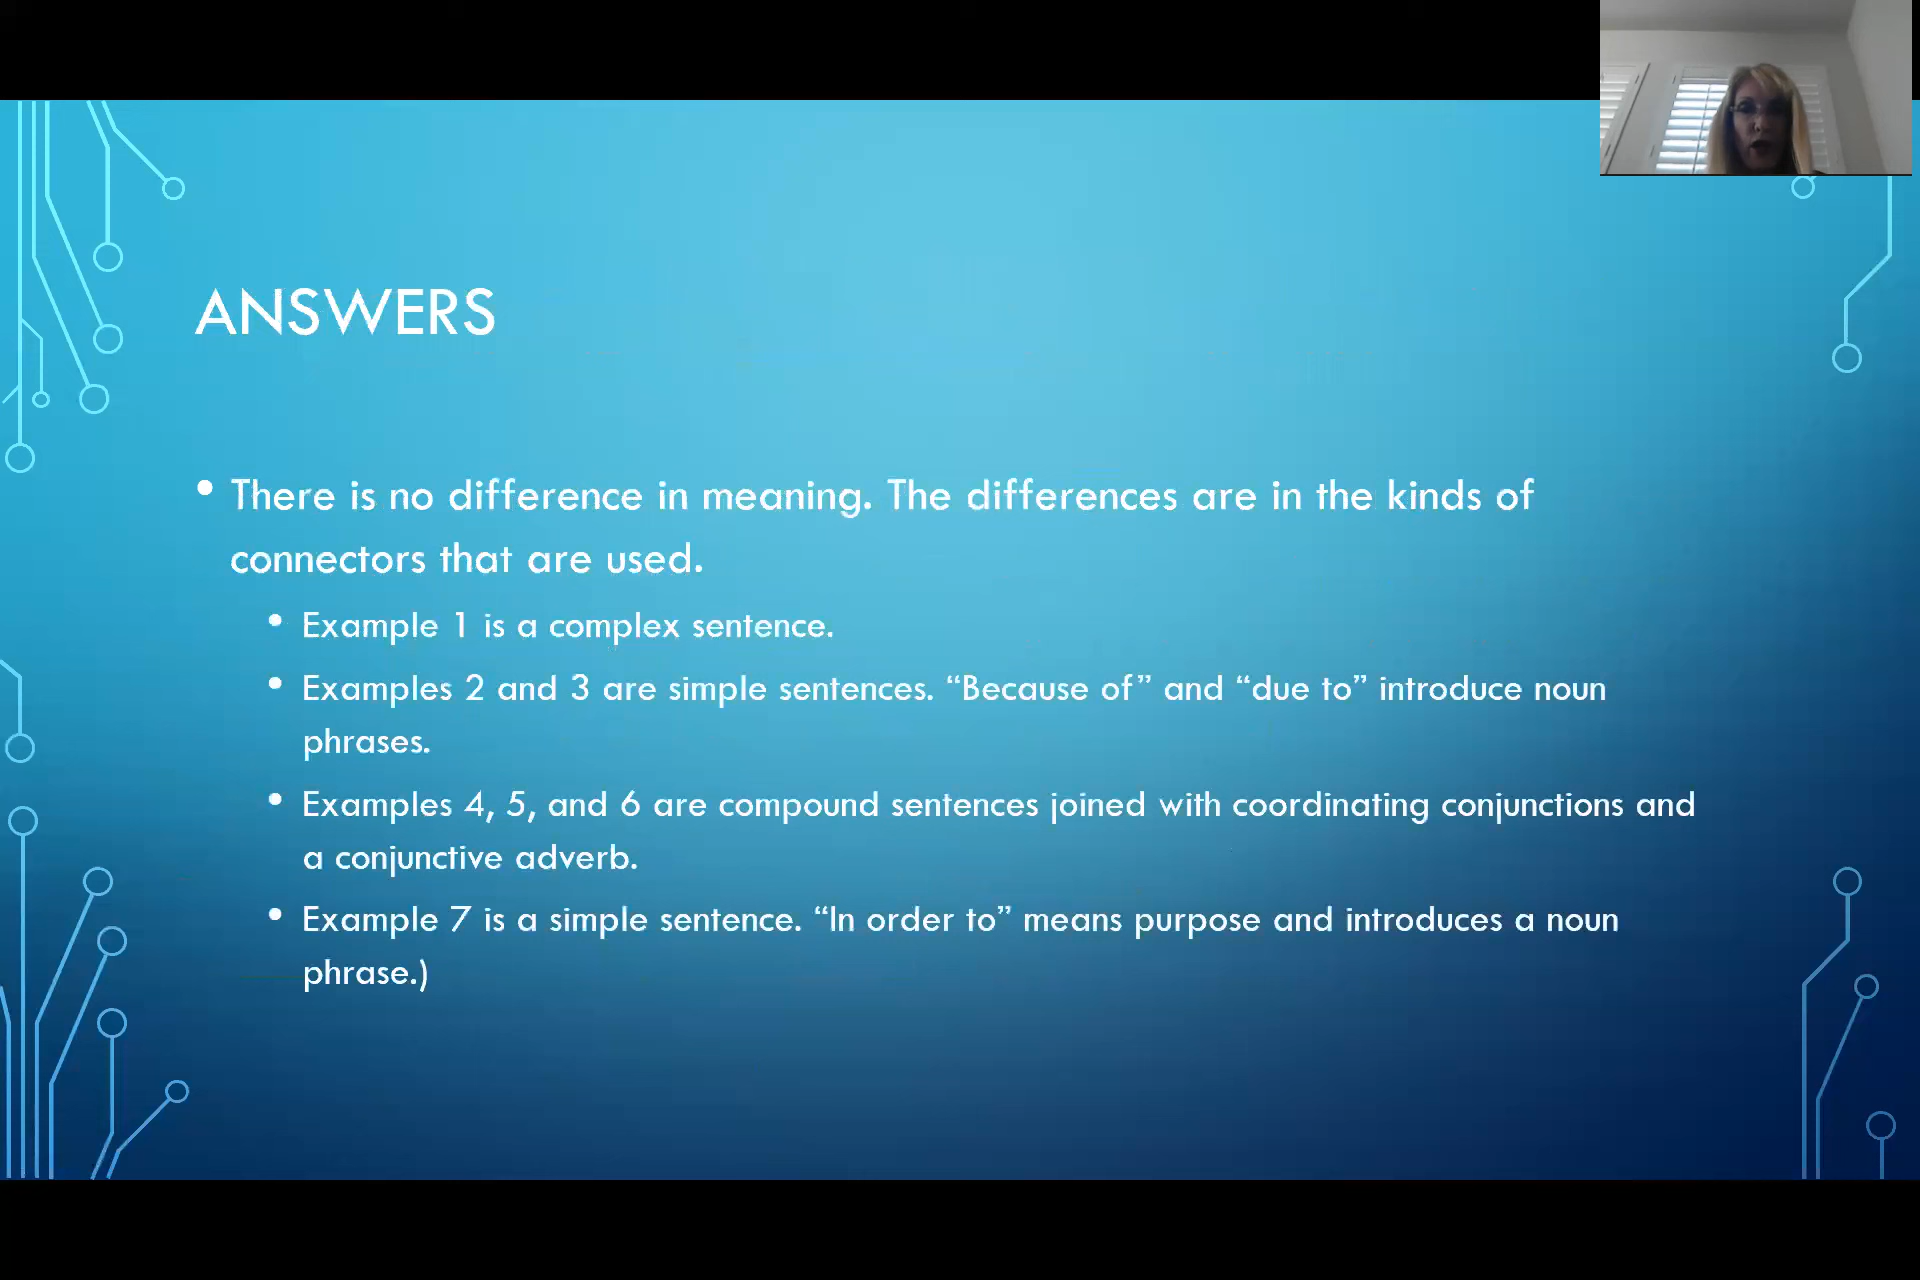 ANSWERS
• There is no difference in meaning. The differences are in the kinds of
connectors that are used.
• Example 1 is a complex sentence.
• Examples 2 and 3 are simple sentences. “Because of” and “due to” introduce noun
phrases.
• Examples 4, 5, and 6 are compound sentences joined with coordinating conjunctions and
a conjunctive adverb.
• Example 7 is a simple sentence. “In order to” means purpose and introduces a noun
phrase.)